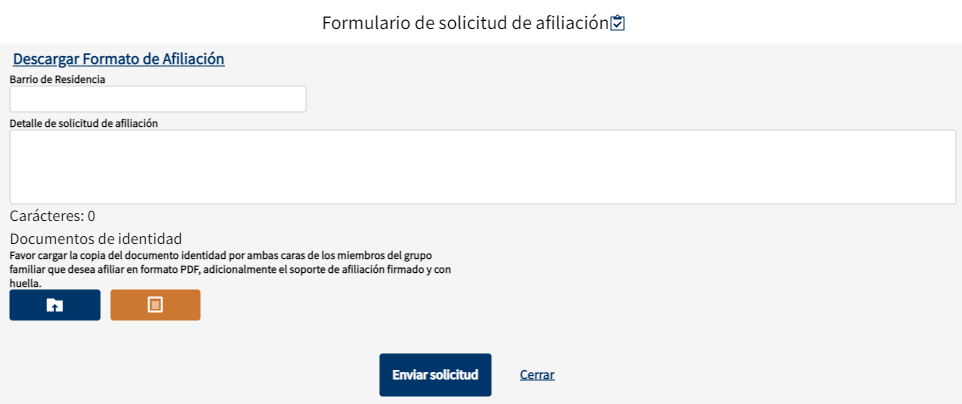 Formulario de solicitud de afiliación
Descargar Formato de Afiliación
Barrio de Residencia
Detalle de solicitud de afiliación
Carácteres: 0
Documentos de identidad
Favor cargar la copia del documento identidad por ambas caras de los miembros del grupo
familiar que desea afiliar en formato PDF, adicionalmente el soporte de afiliación firmado y con
huella.
Enviar solicitud
Cerrar